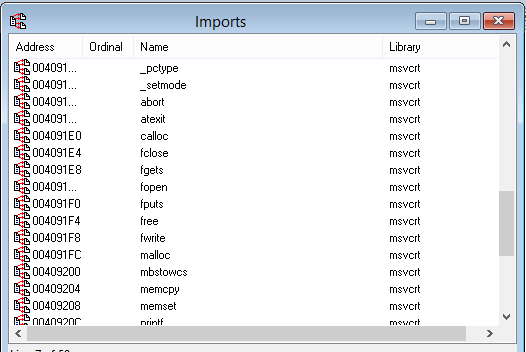 Imports
Address Ordinal Name Library
004091... _pctype msvcrt
004091... _setmode msvcrt
004091... abort msvcrt
004091... atexit msvcrt
004091E0 calloc msvcrt
004091E4 fclose msvcrt
004091E8 fgets msvcrt
004091... fopen msvcrt
004091F0 fputs msvcrt
004091F4 free msvcrt
004091F8 fwrite msvcrt
004091FC malloc msvcrt
00409200 mbstowcs msvcrt
00409204 memcpy msvcrt
00409208 memset msvcrt
0040920C printf msvcrt